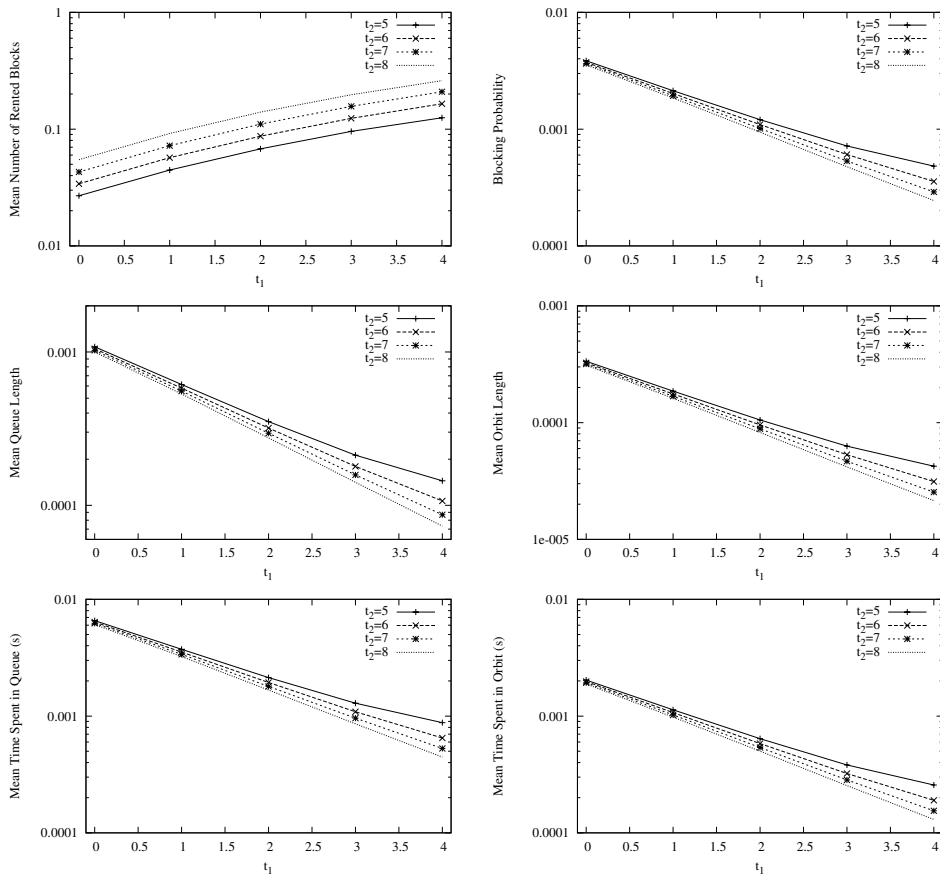 Mean Number of Rented Blocks
1
0.1
0.01
t2=5
t2=6
t2=7
t2=8
0 0.5 1 1.5 2 2.5 3 3.5 4
t1
Blocking Probability
0.01
0.001
0.0001
t2=5
t2=6
t2=7
t2=8
0 0.5 1 1.5 2 2.5 3 3.5 4
t1
Mean Queue Length
0.001
0.0001
t2=5
t2=6
t2=7
t2=8
0 0.5 1 1.5 2 2.5 3 3.5 4
t1
Mean Orbit Length
0.001
0.0001
1e-005
t2=5
t2=6
t2=7
t2=8
0 0.5 1 1.5 2 2.5 3 3.5 4
t1
Mean Time Spent in Queue (s)
0.01
0.001
0.0001
t2=5
t2=6
t2=7
t2=8
0 0.5 1 1.5 2 2.5 3 3.5 4
t1
Mean Time Spent in Orbit (s)
0.01
0.001
0.0001
t2=5
t2=6
t2=7
t2=8
0 0.5 1 1.5 2 2.5 3 3.5 4
t1